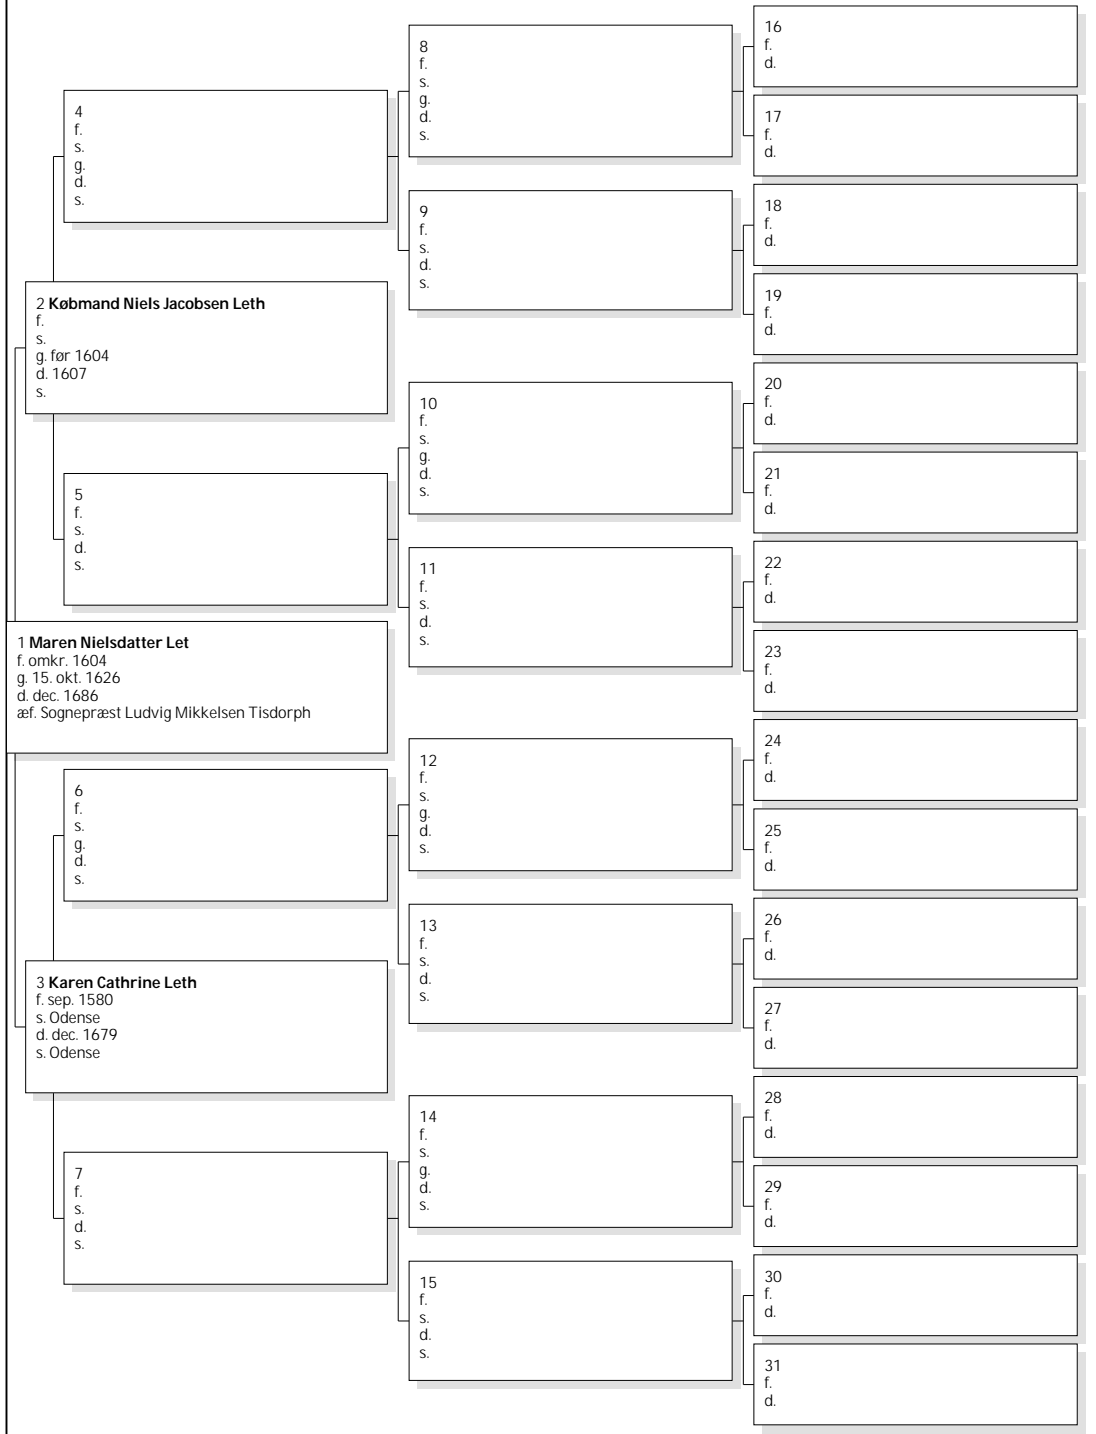 16
f.
d.
8
f.
s.
g.
d.
s.
17
f.
d.
4
f.
s.
g.
d.
s.
18
f.
d.
9
f.
s.
d.
s.
19
f.
d.
2 Købmand Niels Jacobsen Leth
f.
s.
g. før 1604
d. 1607
s.
20
f.
d.
10
f.
s.
g.
d.
s.
21
f.
d.
5
f.
s.
d.
s.
22
f.
d.
11
f.
s.
d.
s.
23
f.
d.
1 Maren Nielsdatter Let
f. omkr. 1604
g. 15. okt. 1626
d. dec. 1686
æf. Sognepræst Ludvig Mikkelsen Tisdorph
24
f.
d.
12
f.
s.
g.
d.
s.
25
f.
d.
6
f.
s.
g.
d.
s.
26
f.
d.
13
f.
s.
d.
s.
27
f.
d.
3 Karen Cathrine Leth
f. sep. 1580
s. Odense
d. dec. 1679
s. Odense
28
f.
d.
14
f.
s.
g.
d.
s.
29
f.
d.
7
f.
s.
d.
s.
30
f.
d.
15
f.
s.
d.
s.
31
f.
d.